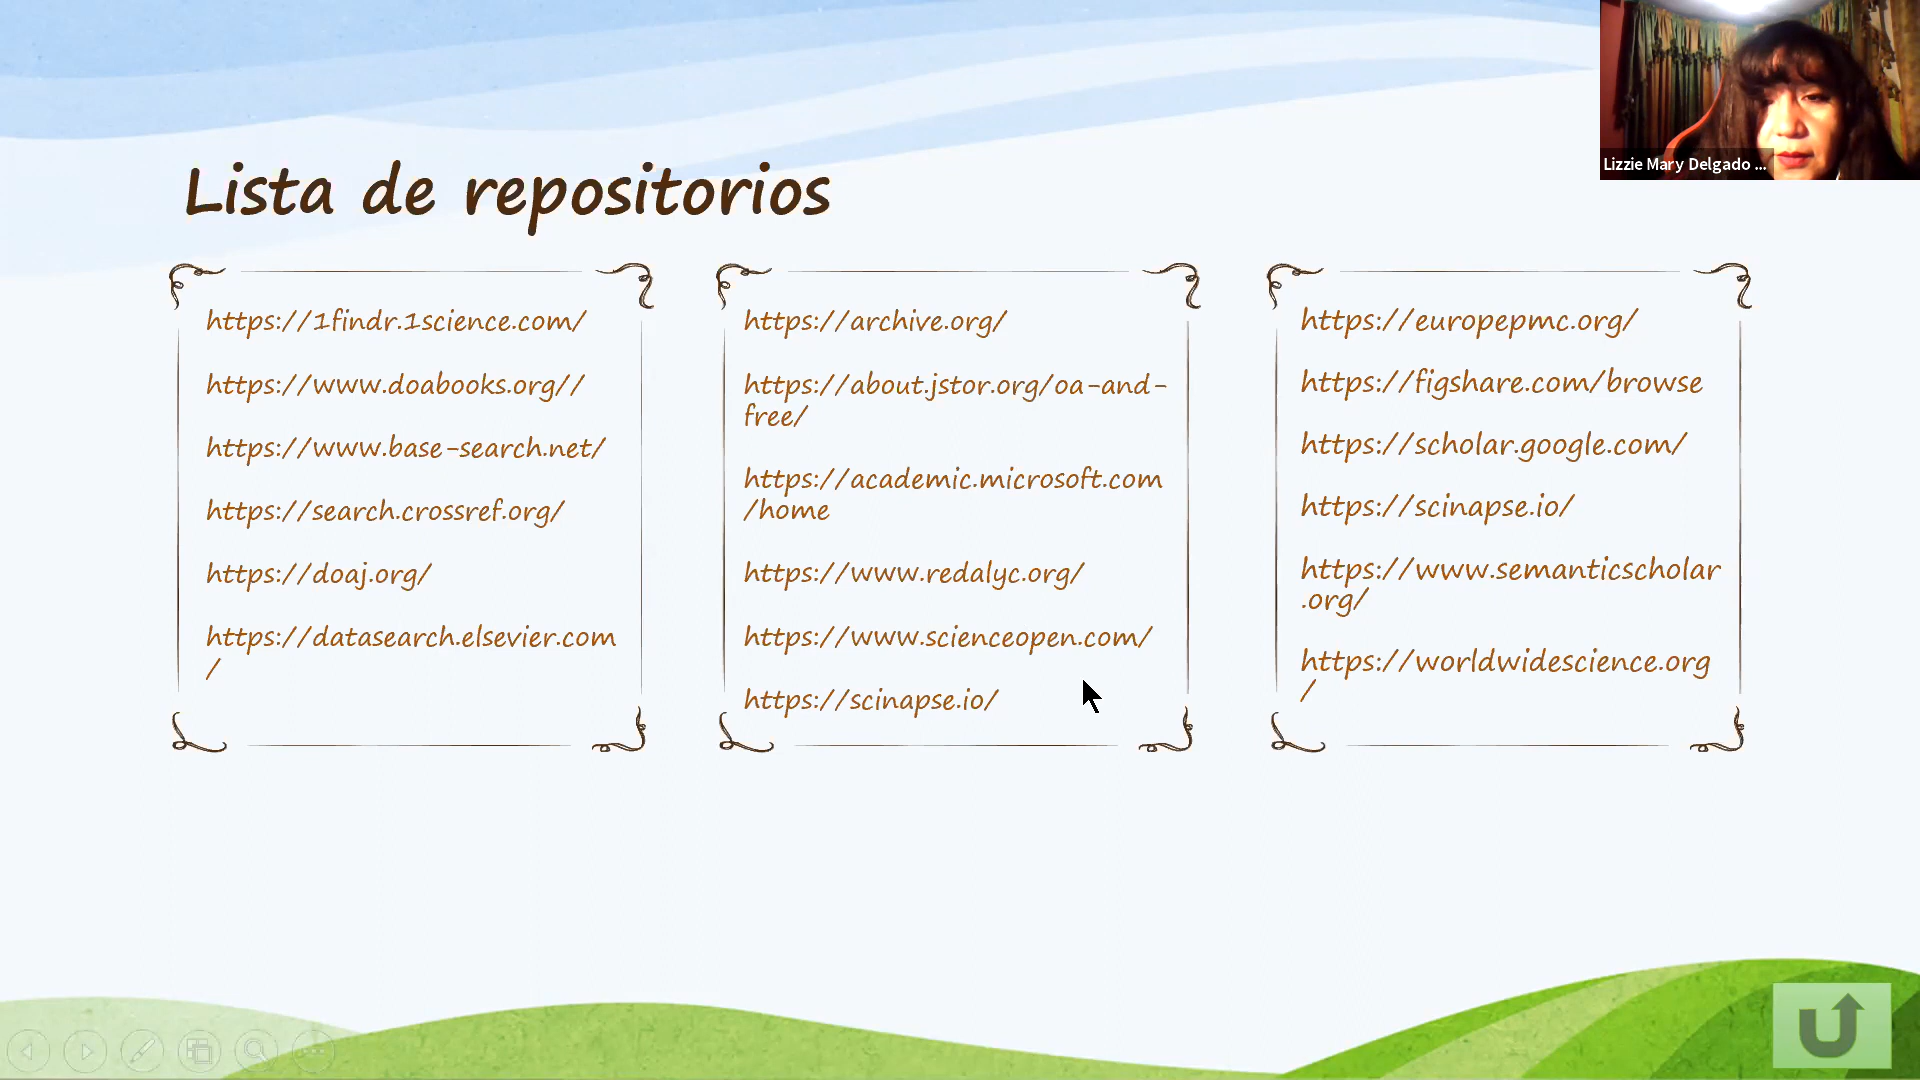 Lizzie Mary Delgado ...
Lista de repositorios
https://1findr.1science.com/
https://www.doabooks.org//
https://www.base-search.net/
https://search.crossref.org/
https://doaj.org/
https://datasearch.elsevier.com
/
https://archive.org/
https://about.jstor.org/oa-and-
free/
https://academic.microsoft.com
/home
https://www.redalyc.org/
https://www.scienceopen.com/
https://scinapse.io/
https://europepmc.org/
https://figshare.com/browse
https://scholar.google.com/
https://scinapse.io/
https://www.semanticscholar
.org/
https://worldwidescience.org
/